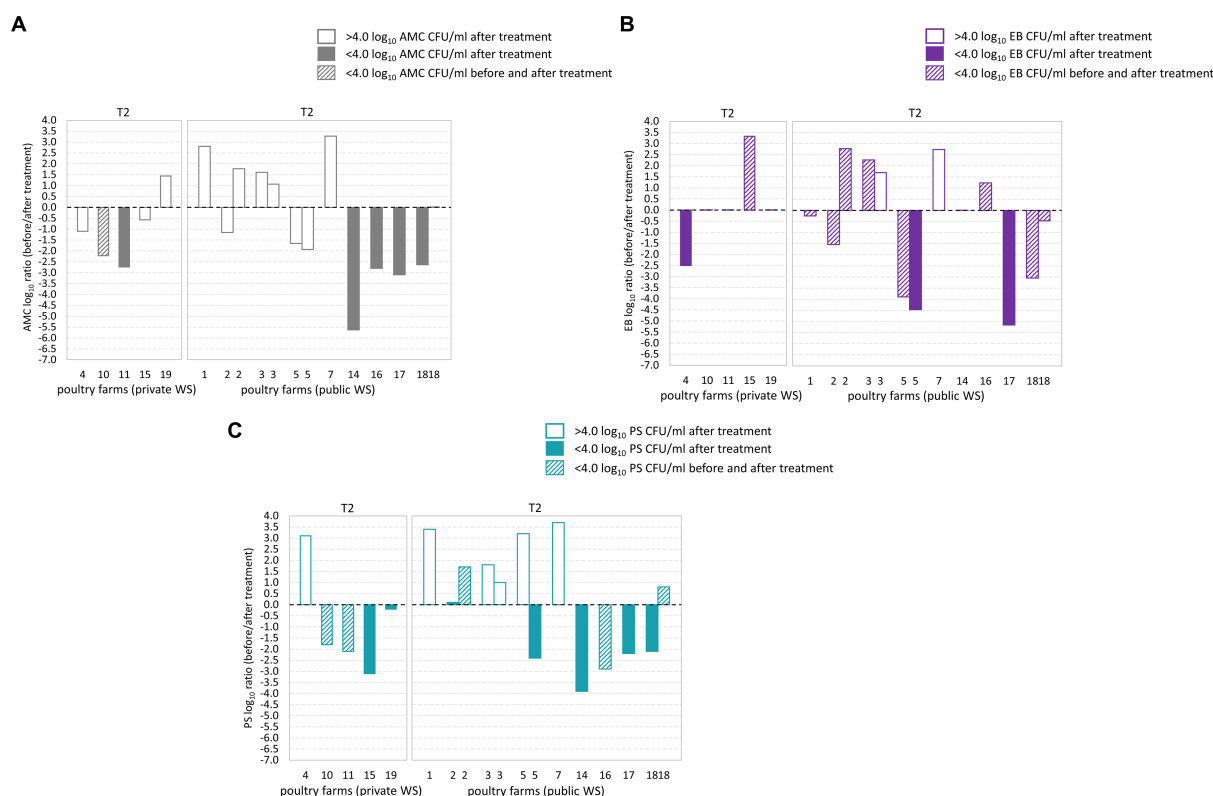 A
>4.0 log10 AMC CFU/ml after treatment
<4.0 log10 AMC CFU/ml after treatment
<4.0 log10 AMC CFU/ml before and after treatment
T2 T2
AMC log10 ratio (before/after treatment)
4.0
3.5
3.0
2.5
2.0
1.5
1.0
0.5
0.0
-0.5
-1.0
-1.5
-2.0
-2.5
-3.0
-3.5
-4.0
-4.5
-5.0
-5.5
-6.0
-7.0
4 10 11 15 19 1 2 2 3 3 5 5 7 14 16 17 1818
poultry farms (private WS) poultry farms (public WS)
B
>4.0 log10 EB CFU/ml after treatment
<4.0 log10 EB CFU/ml after treatment
<4.0 log10 EB CFU/ml before and after treatment
T2 T2
EB log10 ratio (before/after treatment)
4.0
3.5
3.0
2.5
2.0
1.5
1.0
0.5
0.0
-0.5
-1.0
-1.5
-2.0
-2.5
-3.0
-3.5
-4.0
-4.5
-5.0
-5.5
-6.0
-6.5
-7.0
4 10 11 15 19 1 2 2 3 3 5 5 7 14 16 17 1818
poultry farms (private WS) poultry farms (public WS)
C
>4.0 log10 PS CFU/ml after treatment
<4.0 log10 PS CFU/ml after treatment
<4.0 log10 PS CFU/ml before and after treatment
T2 T2
PS log10 ratio (before/after treatment)
4.0
3.5
3.0
2.5
2.0
1.5
1.0
0.5
0.0
-0.5
-1.0
-1.5
-2.0
-2.5
-3.0
-3.5
-4.0
-4.5
-5.0
-5.5
-6.0
-6.5
-7.0
4 10 11 15 19 1 2 2 3 3 5 5 7 14 16 17 1818
poultry farms (private WS) poultry farms (public WS)